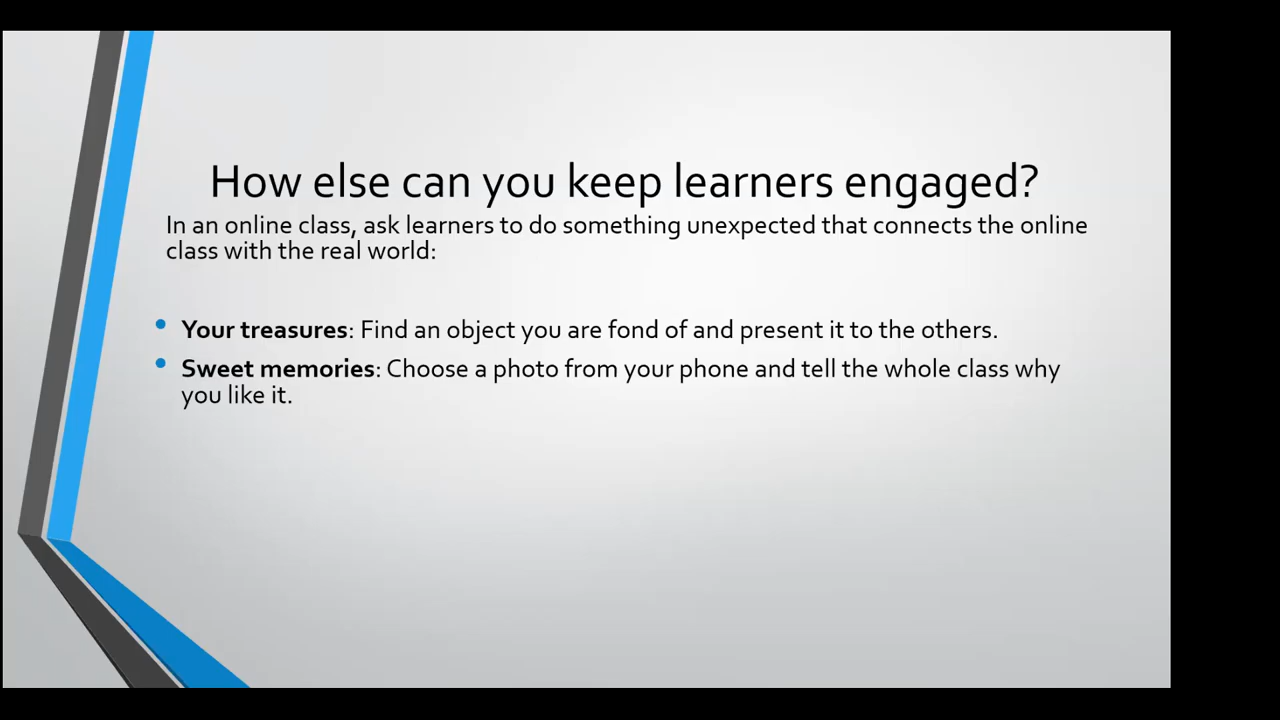 How else can you keep learners engaged?
In an online class, ask learners to do something unexpected that connects the online
class with the real world:
• Your treasures: Find an object you are fond of and present it to the others.
• Sweet memories: Choose a photo from your phone and tell the whole class why
you like it.